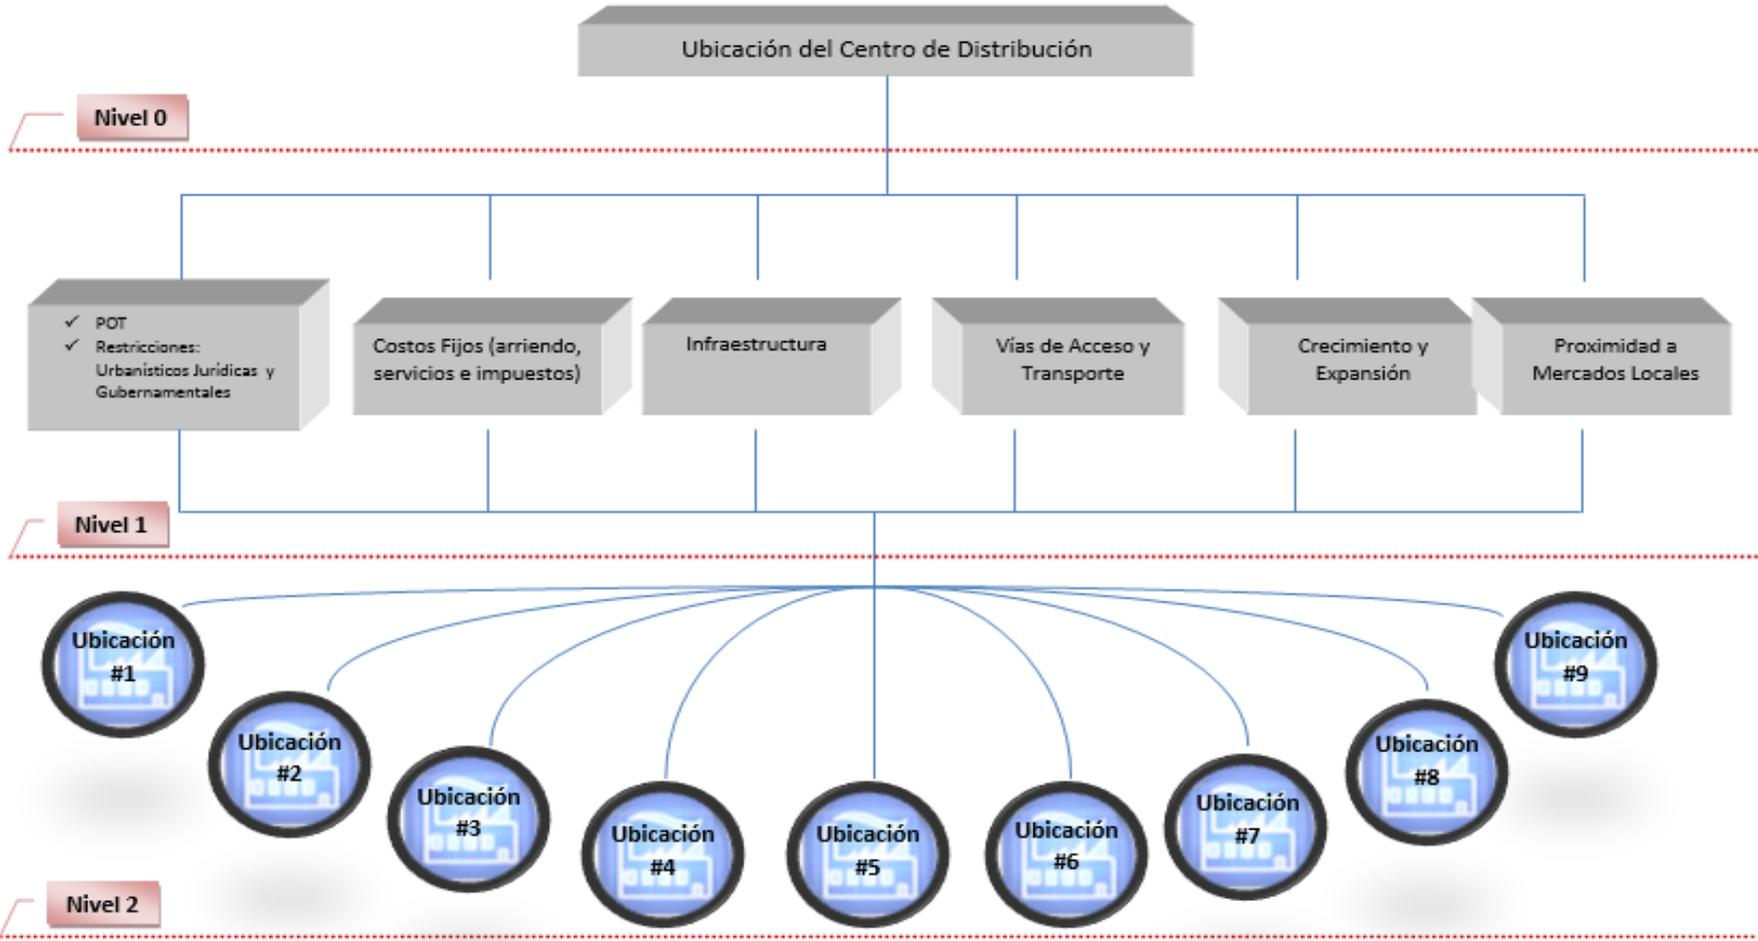 Ubicación del Centro de Distribución
Nivel 0
✓ POT
✓ Restricciones:
Urbanísticos Jurídicas y
Gubernamentales
Costos Fijos (arriendo,
servicios e impuestos)
Infraestructura
Vías de Acceso y
Transporte
Crecimiento y
Expansión
Proximidad a
Mercados Locales
Nivel 1
Ubicación
#1
Ubicación
#2
Ubicación
#3
Ubicación
#4
Ubicación
#5
Ubicación
#6
Ubicación
#7
Ubicación
#8
Ubicación
#9
Nivel 2